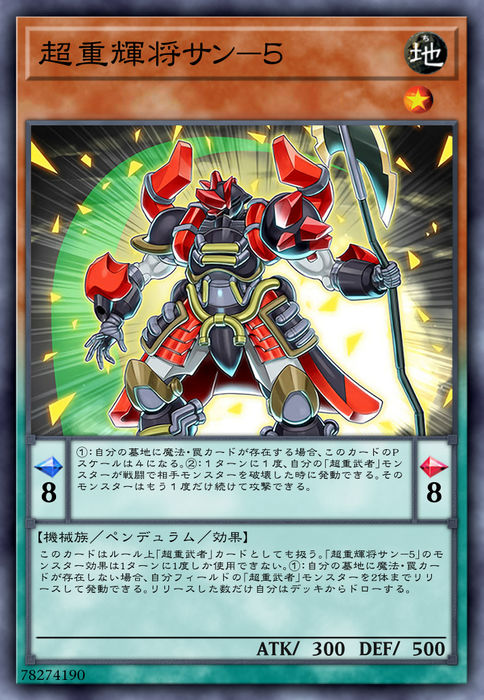 超重輝将サン-5
ち
地
①:自分の墓地に魔法・罠カードが存在する場合、このカードのP
スケールは4になる。②:1ターンに1度、自分の「超重武者」モン
スターが戦闘で相手モンスターを破壊した時に発動できる。その
モンスターはもう1度だけ続けて攻撃できる。
8
8
【機械族/ペンデュラム/効果】
このカードはルール上「超重武者」カードとしても扱う。「超重輝将サン-5」のモ
ンスター効果は1ターンに1度しか使用できない。①:自分の墓地に魔法・罠カー
ドが存在しない場合、自分フィールドの「超重武者」モンスターを2体までリリ
ースして発動できる。リリースした数だけ自分はデッキからドローする。
ATK/ 300 DEF/ 500
78274190